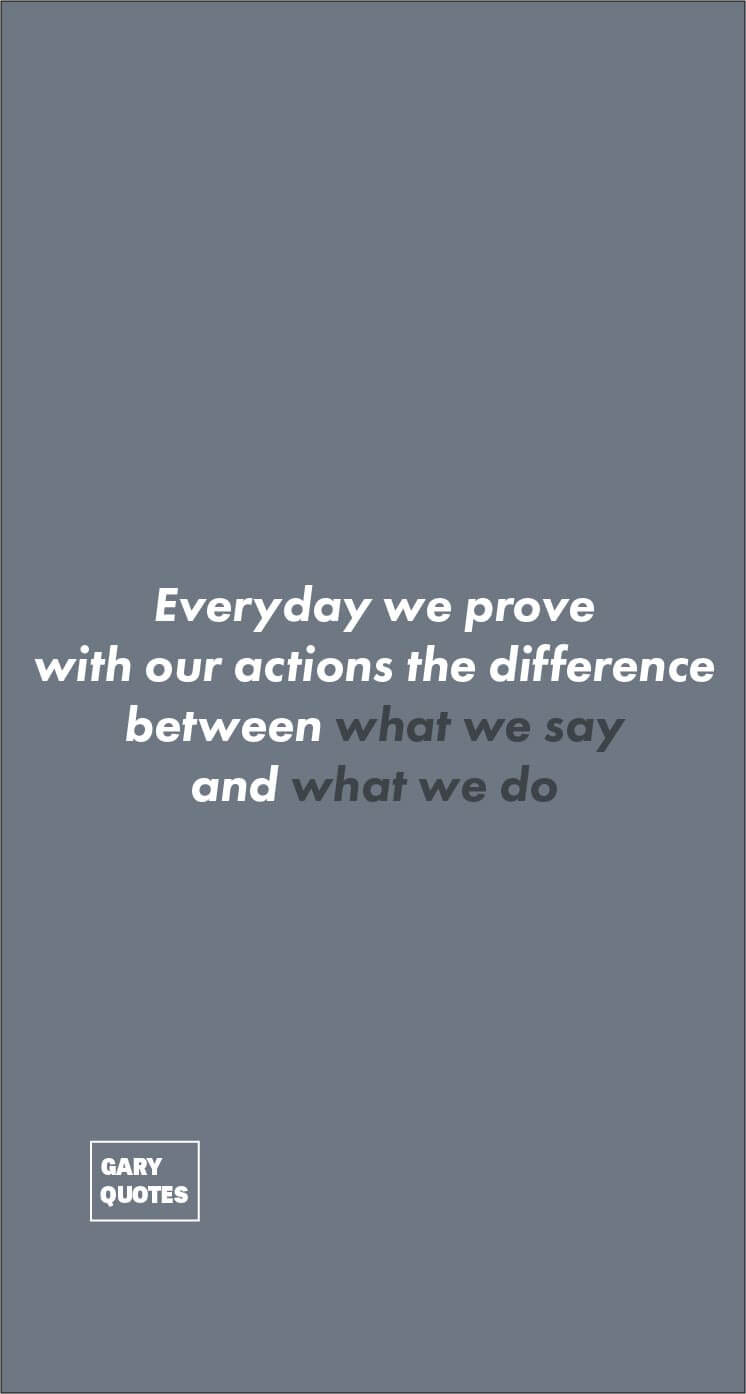 Everyday we prove
with our actions the difference
between what we say
and what we do
GARY
QUOTES